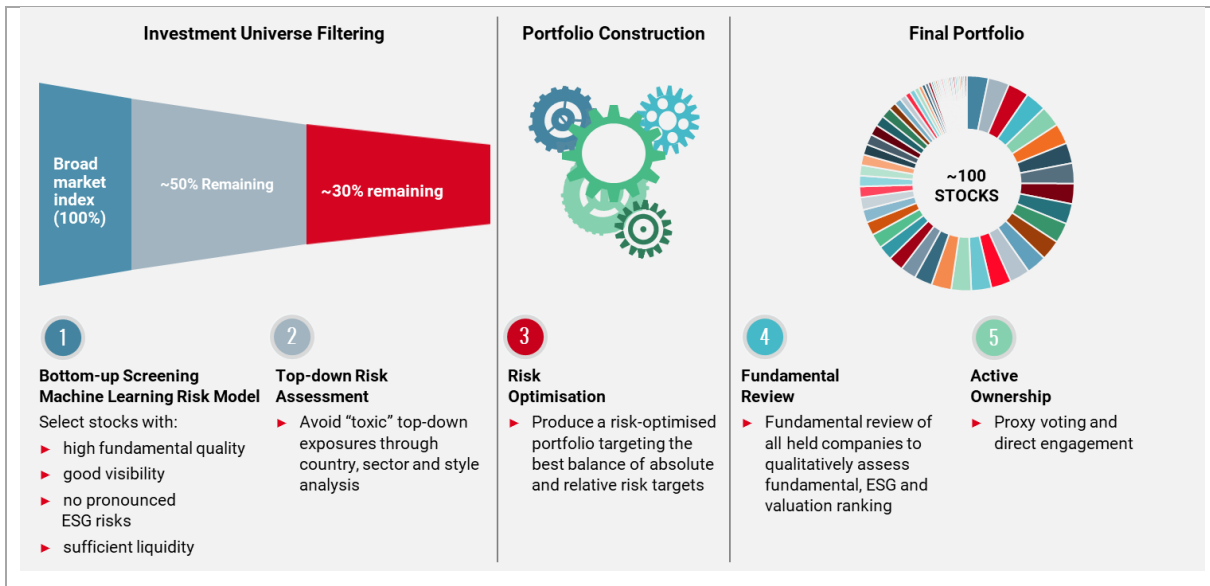 Investment Universe Filtering
Broad
market
index
(100%)
~50% Remaining
~30% remaining
1
Bottom-up Screening
Machine Learning Risk Model
Select stocks with:
► high fundamental quality
► good visibility
► no pronounced
ESG risks
► sufficient liquidity
2
Top-down Risk
Assessment
► Avoid “toxic” top-down
exposures through
country, sector and style
analysis
Portfolio Construction
3
Risk
Optimisation
► Produce a risk-optimised
portfolio targeting the
best balance of absolute
and relative risk targets
Final Portfolio
~100
STOCKS
4
Fundamental
Review
► Fundamental review of
all held companies to
qualitatively assess
fundamental, ESG and
valuation ranking
5
Active
Ownership
► Proxy voting and
direct engagement